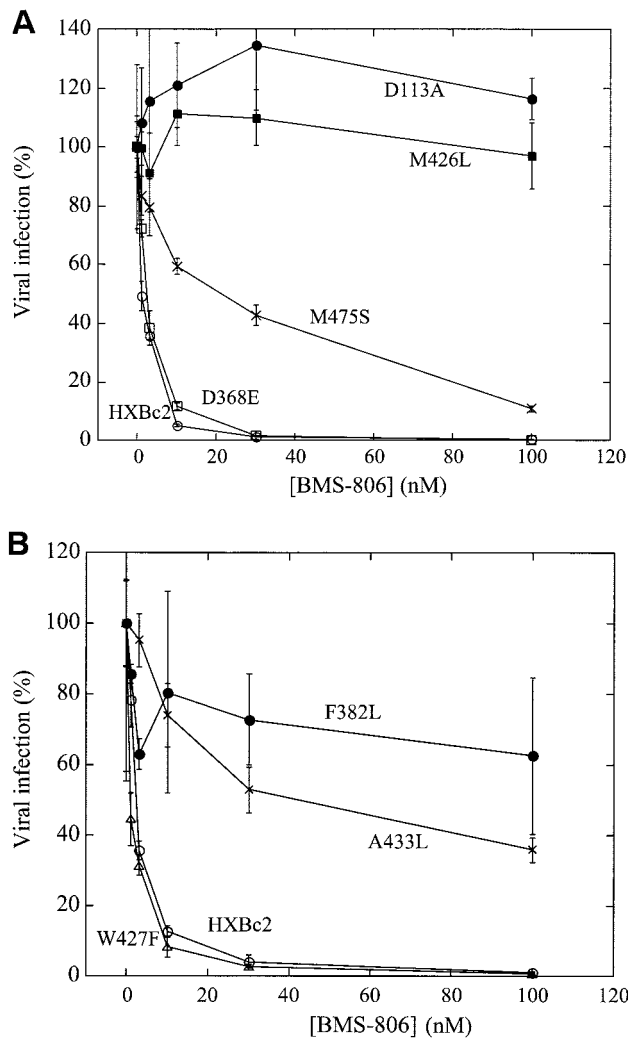 A
140
120
D113A
100
M426L
Viral infection (%)
80
60
M475S
40
20
D368E
HXBc2
0
0 20 40 60 80 100 120
[BMS-806] (nM)
B
120
100
80
F382L
Viral infection (%)
60
40
A433L
20
W427F
HXBc2
0
0 20 40 60 80 100 120
[BMS-806] (nM)